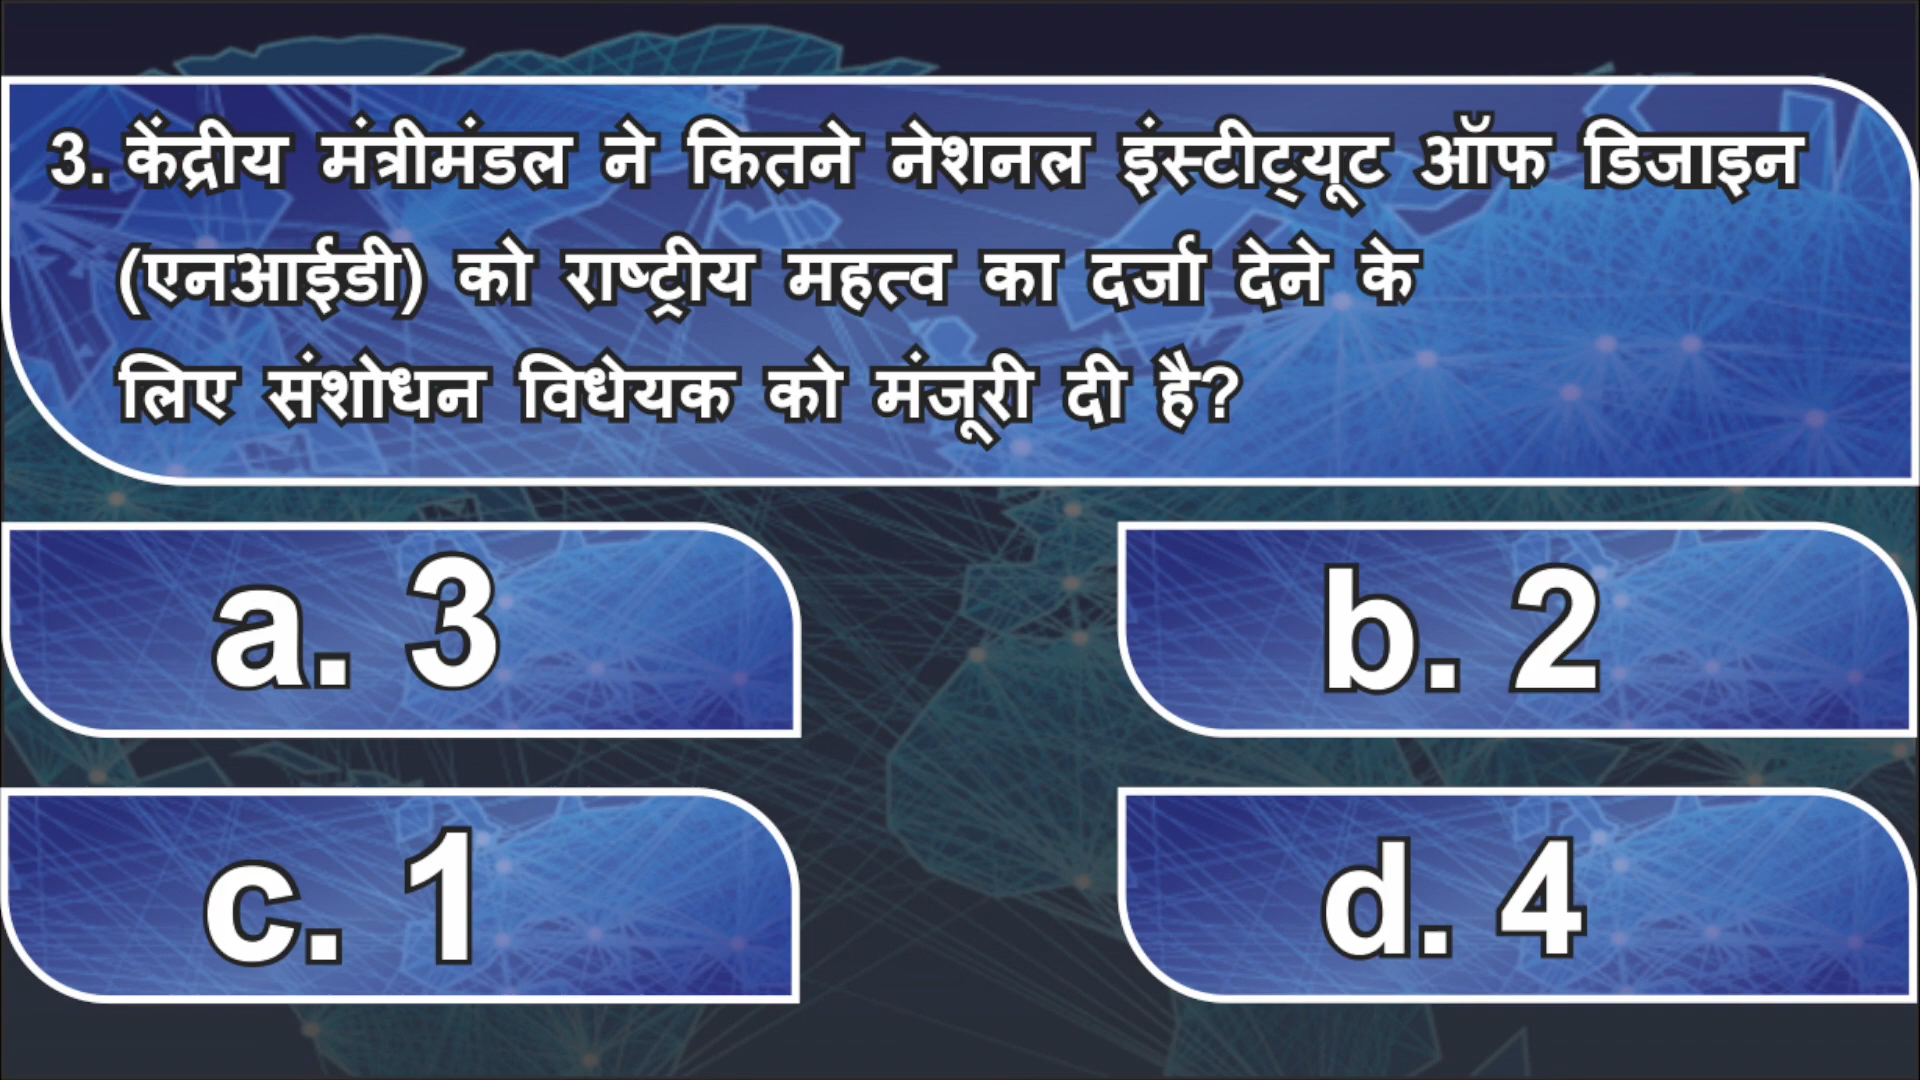 3. केंद्रीय मंत्रीमंडल ने कितने नेशनल इंस्टीट्यूट ऑफ डिजाइन
(एनआईडी) को राष्ट्रीय महत्व का दर्जा देने के
लिए संशोधन विधेयक को मंजूरी दी है?
a. 3
b. 2
c. 1
d. 4